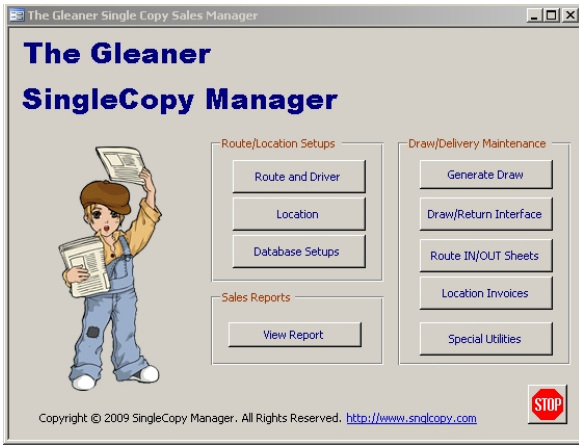 The Gleaner Single Copy Sales Manager
The Gleaner
SingleCopy Manager
Route/Location Setups
Route and Driver
Location
Database Setups
Sales Reports
View Report
Draw/Delivery Maintenance
Generate Draw
Draw/Return Interface
Route IN/OUT Sheets
Location Invoices
Special Utilities
STOP
Copyright © 2009 SingleCopy Manager. All Rights Reserved. http://www.snglcopy.com